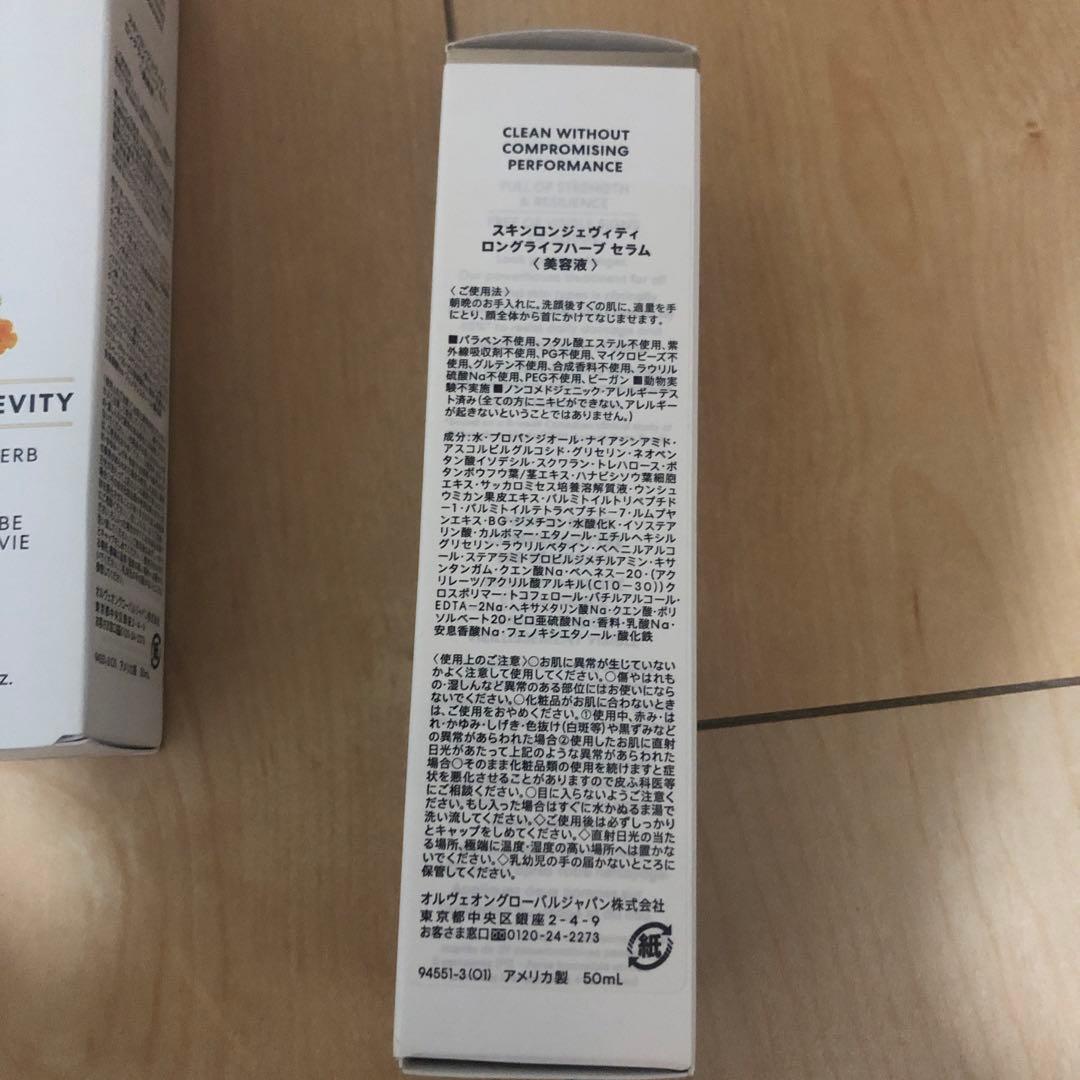 EVITY
ERB
BE
VIE
Z.
オルヴェオングローバルジャパン株式会社
東京都中央区銀座2-4-9
94551-3(01) アメリカ製 50mL
CLEAN WITHOUT
COMPROMISING
PERFORMANCE
スキンロンジェヴィティ
ロングライフハーブ セラム
〈美容液〉
〈ご使用法〉
朝晩のお手入れに。洗顔後すぐの肌に、適量を手
にとり、顔全体から首にかけてなじませます。
■パラベン不使用、フタル酸エステル不使用、紫
外線吸収剤不使用、PG不使用、マイクロビーズ不
使用、グルテン不使用、合成香料不使用、ラウリル
硫酸Na不使用、PEG不使用、ビーガン ■動物実
験不実施 ■ノンコメドジェニック・アレルギーテス
ト済み(全ての方にニキビができない、アレルギー
が起きないということではありません。)
成分:水・プロパンジオール・ナイアシンアミド・
アスコルビルグルコシド・グリセリン・ネオペン
タン酸イソデシル・スクワラン・トレハロース・ボ
タンボウフウ葉/茎エキス・ハナビシソウ葉細胞
エキス・サッカロミセス培養溶解質液・ウンシュ
ウミカン果皮エキス・パルミトイルトリペプチド
-1・パルミトイルテトラペプチド-7・ルムプヤ
ンエキス・BG・ジメチコン・水酸化K・イソステア
リン酸・カルボマー・エタノール・エチルヘキシル
グリセリン・ラウリルベタイン・ベヘニルアルコ
ール・ステアラミドプロピルジメチルアミン・キサ
ンタンガム・クエン酸Na・ベヘネス-20・(アク
リレーツ/アクリル酸アルキル(C10-30))ク
ロスポリマー・トコフェロール・バチルアルコール・
EDTA-2Na・ヘキサメタリン酸Na・クエン酸・ポリ
ソルベート20・ピロ亜硫酸Na・香料・乳酸Na・
安息香酸Na・フェノキシエタノール・酸化鉄
〈使用上のご注意〉○お肌に異常が生じていない
かよく注意して使用してください。○傷やはれも
の・湿しんなど異常のある部位にはお使いになら
ないでください。○化粧品がお肌に合わないとき
は、ご使用をおやめください。①使用中、赤み・は
れ・かゆみ・しげき・色抜け(白斑等)や黒ずみなど
の異常があらわれた場合②使用したお肌に直射
日光があたって上記のような異常があらわれた
場合○そのまま化粧品類の使用を続けますと症
状を悪化させることがありますので皮ふ科医等
にご相談ください。○目に入らないようご注意く
ださい。もし入った場合はすぐに水かぬるま湯で
洗い流してください。◇ご使用後は必ずしっかり
とキャップをしめてください。◇直射日光の当た
る場所、極端に温度・湿度の高い場所へは置かな
いでください。◇乳幼児の手の届かないところに
保管してください。
オルヴェオングローバルジャパン株式会社
東京都中央区銀座2-4-9
お客さま窓口 0120-24-2273
紙
94551-3(01) アメリカ製 50mL